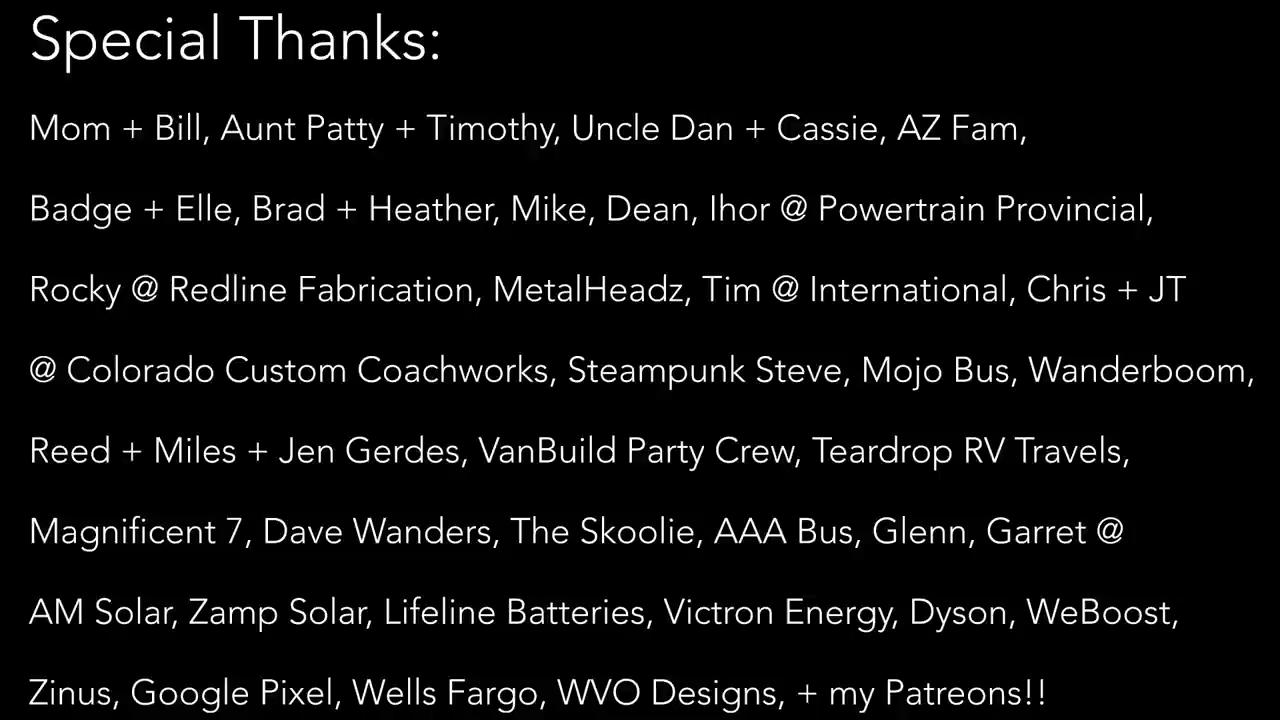 Special Thanks:
Mom + Bill, Aunt Patty + Timothy, Uncle Dan + Cassie, AZ Fam,
Badge + Elle, Brad + Heather, Mike, Dean, Ihor @ Powertrain Provincial,
Rocky @ Redline Fabrication, MetalHeadz, Tim @ International, Chris + JT
@ Colorado Custom Coachworks, Steampunk Steve, Mojo Bus, Wanderboom,
Reed + Miles + Jen Gerdes, VanBuild Party Crew, Teardrop RV Travels,
Magnificent 7, Dave Wanders, The Skoolie, AAA Bus, Glenn, Garret @
AM Solar, Zamp Solar, Lifeline Batteries, Victron Energy, Dyson, WeBoost,
Zinus, Google Pixel, Wells Fargo, WVO Designs, + my Patreons!!